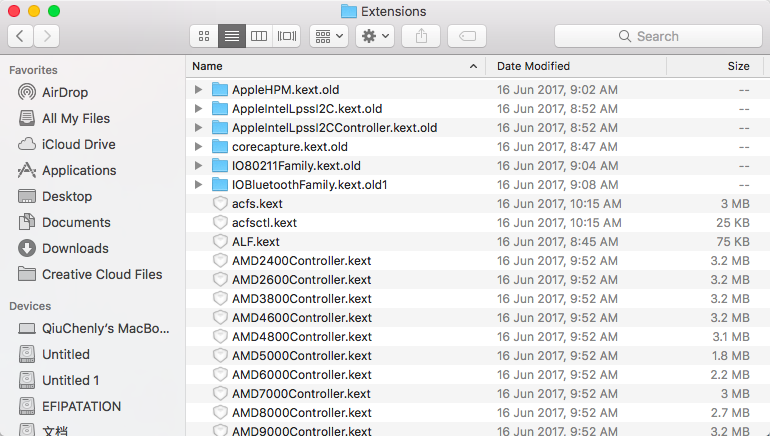 Extensions
Search
Favorites
AirDrop
All My Files
iCloud Drive
Applications
Desktop
Documents
Downloads
Creative Cloud Files
Devices
QiuChenly's MacBo...
Untitled
Untitled 1
EFIPATATION
文档
Name Date Modified Size
AppleHPM.kext.old 16 Jun 2017, 9:02 AM --
AppleIntelLpssI2C.kext.old 16 Jun 2017, 8:52 AM --
AppleIntelLpssI2CController.kext.old 16 Jun 2017, 8:52 AM --
corecapture.kext.old 16 Jun 2017, 8:47 AM --
IO80211Family.kext.old 16 Jun 2017, 9:04 AM --
IOBluetoothFamily.kext.old1 16 Jun 2017, 9:08 AM --
acfs.kext 16 Jun 2017, 10:15 AM 3 MB
acfsctl.kext 16 Jun 2017, 10:15 AM 25 KB
ALF.kext 16 Jun 2017, 8:45 AM 75 KB
AMD2400Controller.kext 16 Jun 2017, 9:52 AM 3.2 MB
AMD2600Controller.kext 16 Jun 2017, 9:52 AM 3.2 MB
AMD3800Controller.kext 16 Jun 2017, 9:52 AM 3.2 MB
AMD4600Controller.kext 16 Jun 2017, 9:52 AM 3.2 MB
AMD4800Controller.kext 16 Jun 2017, 9:52 AM 3.1 MB
AMD5000Controller.kext 16 Jun 2017, 9:52 AM 1.8 MB
AMD6000Controller.kext 16 Jun 2017, 9:52 AM 2.2 MB
AMD7000Controller.kext 16 Jun 2017, 9:52 AM 3 MB
AMD8000Controller.kext 16 Jun 2017, 9:52 AM 2.7 MB
AMD9000Controller.kext 16 Jun 2017, 9:52 AM 3.2 MB